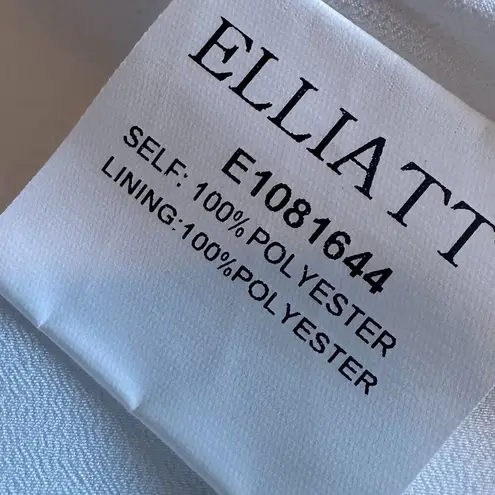 ELLIATT
E1081644
SELF: 100% POLYESTER
LINING:100%POLYESTER